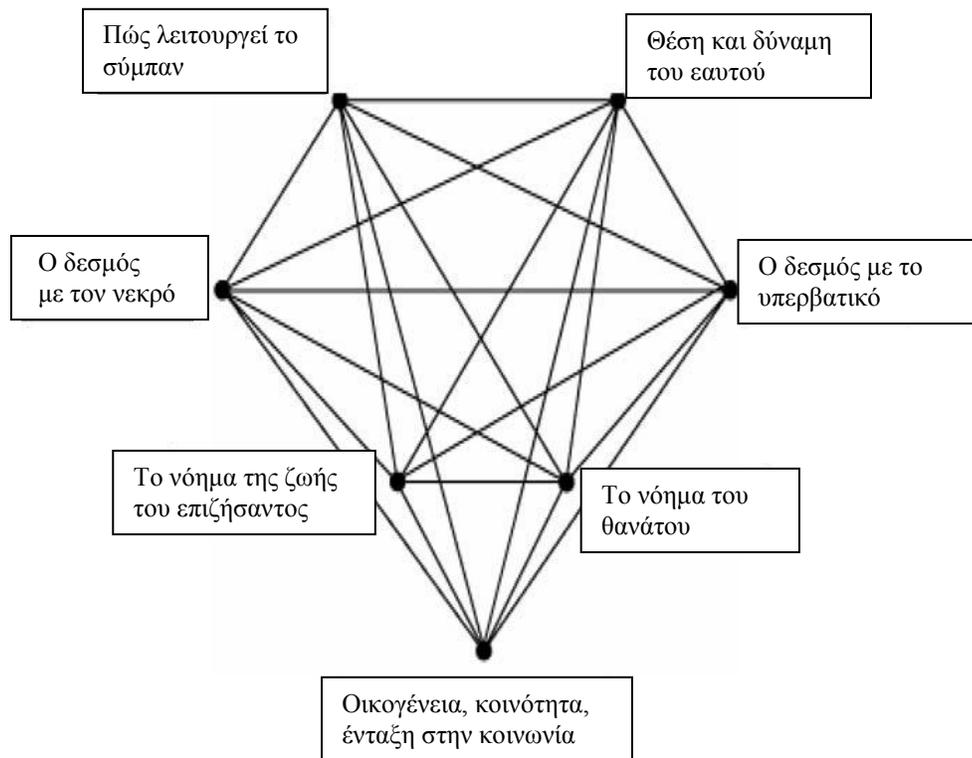 Πώς λειτουργεί το
σύμπαν
Θέση και δύναμη
του εαυτού
Ο δεσμός
με τον νεκρό
Ο δεσμός με το
υπερβατικό
Το νόημα της ζωής
του επιζήσαντος
Το νόημα του
θανάτου
Οικογένεια, κοινότητα,
ένταξη στην κοινωνία